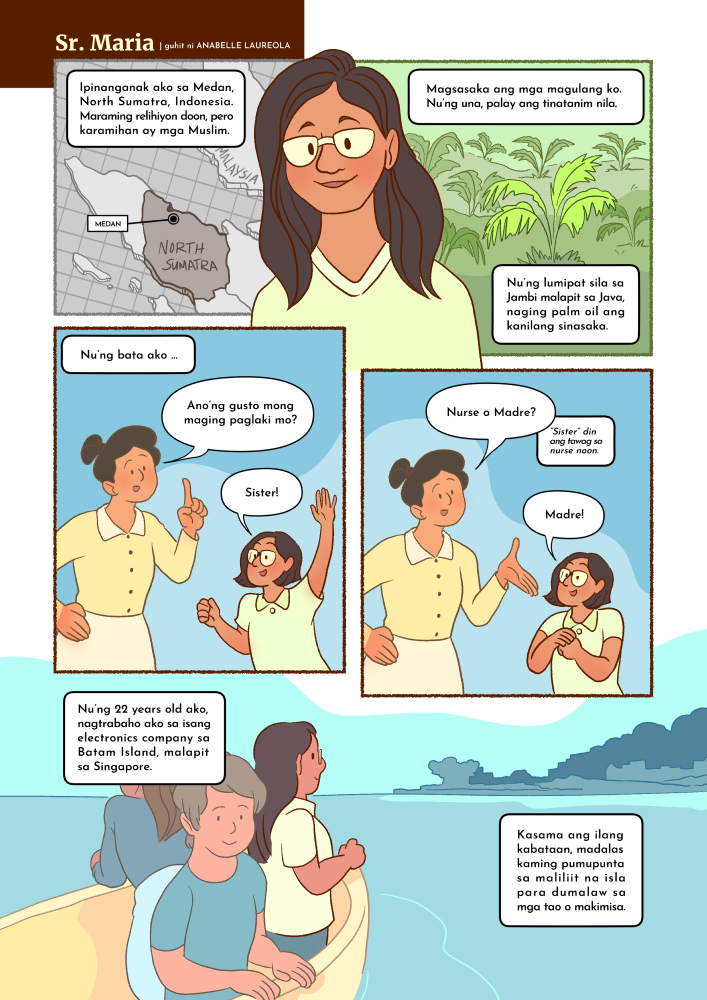 Sr. Maria | guhit ni ANABELLE LAUREOLA
Ipinanganak ako sa Medan,
North Sumatra, Indonesia.
Maraming relihiyon doon, pero
karamihan ay mga Muslim.
MALAYSIA
MEDAN
NORTH
SUMATRA
Magsasaka ang mga magulang ko.
Nu'ng una, palay ang tinatanim nila.
Nu'ng lumipat sila sa
Jambi malapit sa Java,
naging palm oil ang
kanilang sinasaka.
Nu'ng bata ako ...
Ano'ng gusto mong
maging paglaki mo?
Sister!
Nurse o Madre?
"Sister" din
ang tawag sa
nurse noon.
Madre!
Nu'ng 22 years old ako,
nagtrabaho ako sa isang
electronics company sa
Batam Island, malapit
sa Singapore.
Kasama ang ilang
kabataan, madalas
kaming pumupunta
sa maliliit na isla
para dumalaw sa
mga tao o makimisa.